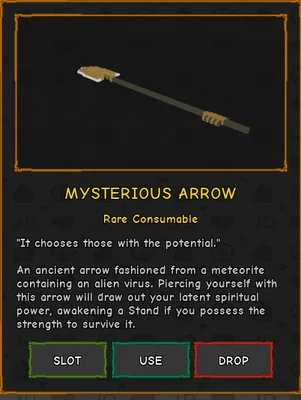 MYSTERIOUS ARROW
Rare Consumable
"It chooses those with the potential."
An ancient arrow fashioned from a meteorite
containing an alien virus. Piercing yourself with
this arrow will draw out your latent spiritual
power, awakening a Stand if you possess the
strength to survive it.
SLOT USE DROP